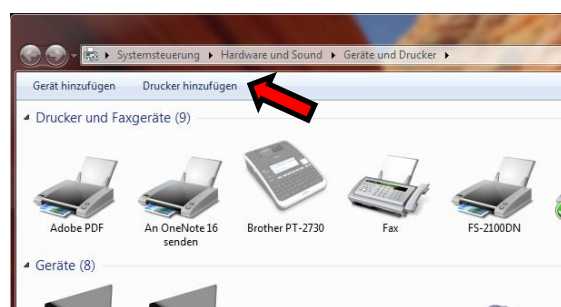 Systemsteuerung ▸ Hardware und Sound ▸ Geräte und Drucker ▸
Gerät hinzufügen Drucker hinzufügen
Drucker und Faxgeräte (9)
Adobe PDF An OneNote 16 senden Brother PT-2730 Fax FS-2100DN
Geräte (8)